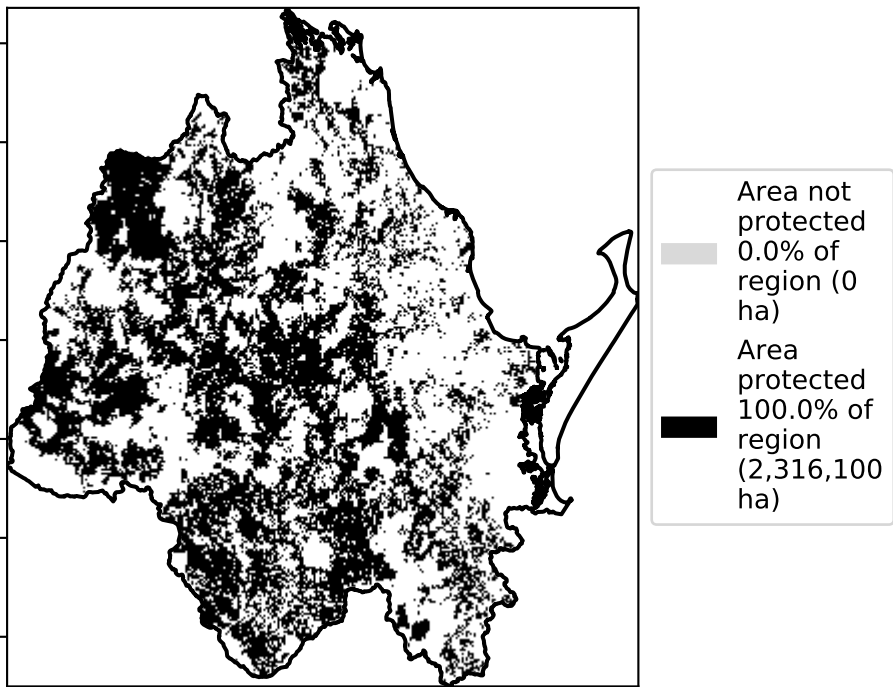 Area not
protected
0.0% of
region (0
ha)
Area
protected
100.0% of
region
(2,316,100
ha)